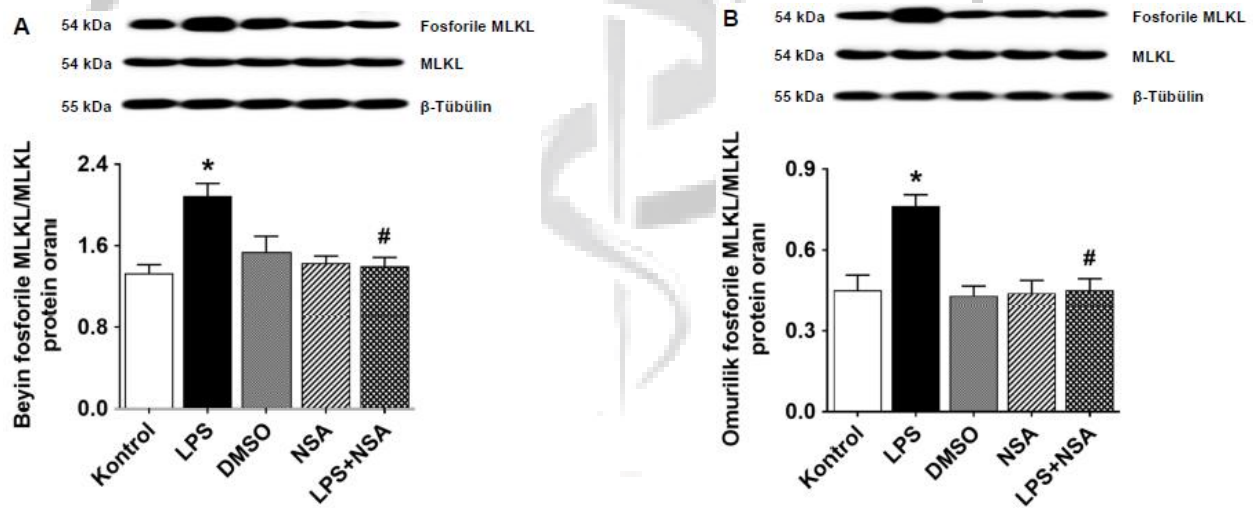 A
54 kDa Fosforile MLKL
54 kDa MLKL
55 kDa β-Tübülin
Beyin fosforile MLKL/MLKL
protein oranı
2.4
1.6
0.8
0.0
*
#
Kontrol
LPS
DMSO
NSA
LPS+NSA
B
54 kDa Fosforile MLKL
54 kDa MLKL
55 kDa β-Tübülin
Omurilik fosforile MLKL/MLKL
protein oranı
0.9
0.6
0.3
0.0
*
#
Kontrol
LPS
DMSO
NSA
LPS+NSA